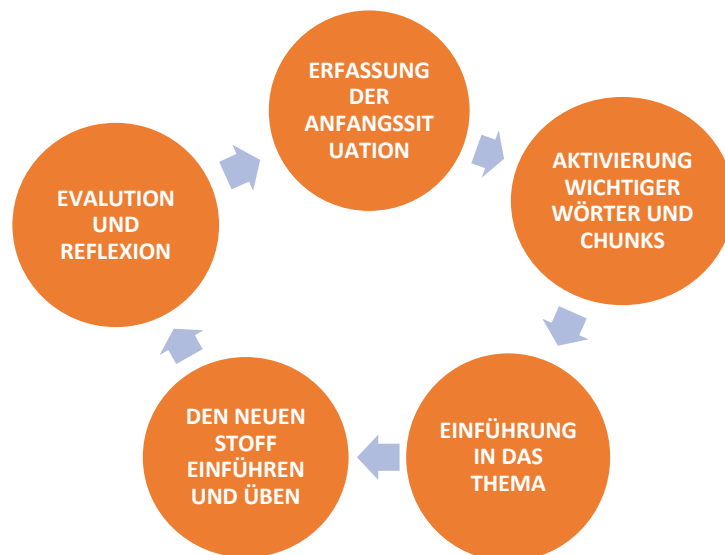 ERFASSUNG
DER
ANFANGSSIT
UATION
AKTIVIERUNG
WICHTIGER
WÖRTER UND
CHUNKS
EINFÜHRUNG
IN DAS
THEMA
DEN NEUEN
STOFF
EINFÜHREN
UND ÜBEN
EVALUTION
UND
REFLEXION